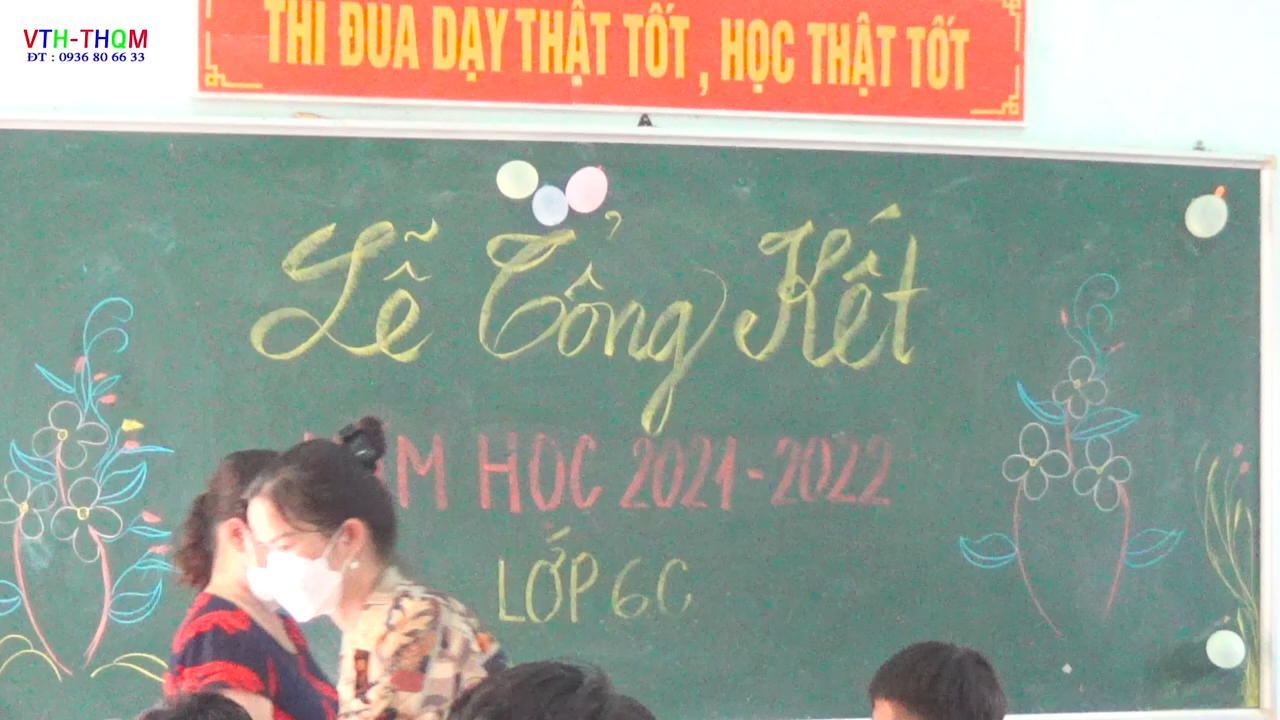 VTH-THQM
ĐT : 0936 80 66 33
THI ĐUA DẠY THẬT TỐT , HỌC THẬT TỐT
Lễ Tổng Kết
HỌC 2021-2022
LỚP 6C